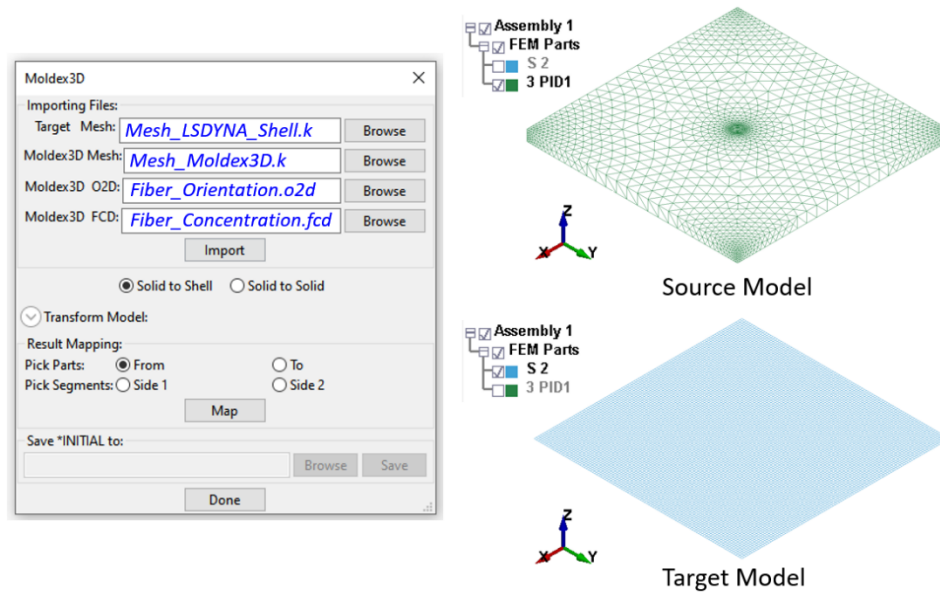 Moldex3D
Importing Files:
Target Mesh: Mesh_LSDYNA_Shell.k Browse
Moldex3D Mesh: Mesh_Moldex3D.k Browse
Moldex3D O2D: Fiber_Orientation.o2d Browse
Moldex3D FCD: Fiber_Concentration.fcd Browse
Import
Solid to Shell Solid to Solid
Transform Model:
Result Mapping:
Pick Parts: From To
Pick Segments: Side 1 Side 2
Map
Save *INITIAL to:
Browse Save
Done
Assembly 1
FEM Parts
S 2
3 PID1
Z
X Y
Source Model
Assembly 1
FEM Parts
S 2
3 PID1
Z
X Y
Target Model